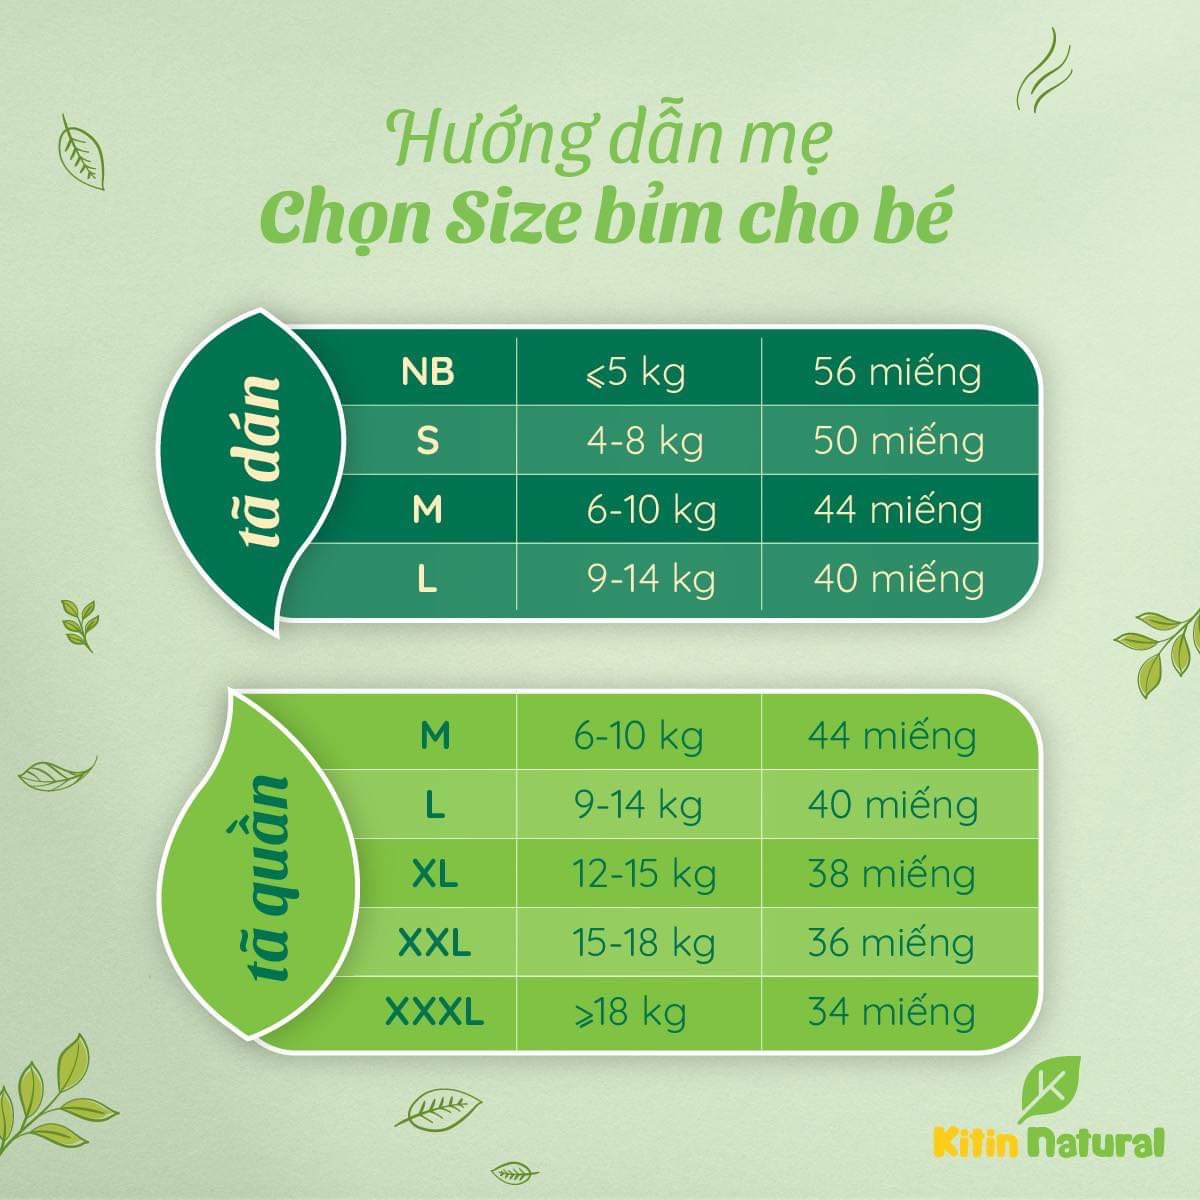 Hướng dẫn mẹ
Chọn Size bỉm cho bé
tã dán
NB ⩽5 kg 56 miếng
S 4-8 kg 50 miếng
M 6-10 kg 44 miếng
L 9-14 kg 40 miếng
tã quần
M 6-10 kg 44 miếng
L 9-14 kg 40 miếng
XL 12-15 kg 38 miếng
XXL 15-18 kg 36 miếng
XXXL ⩾18 kg 34 miếng
K
Kitin Natural